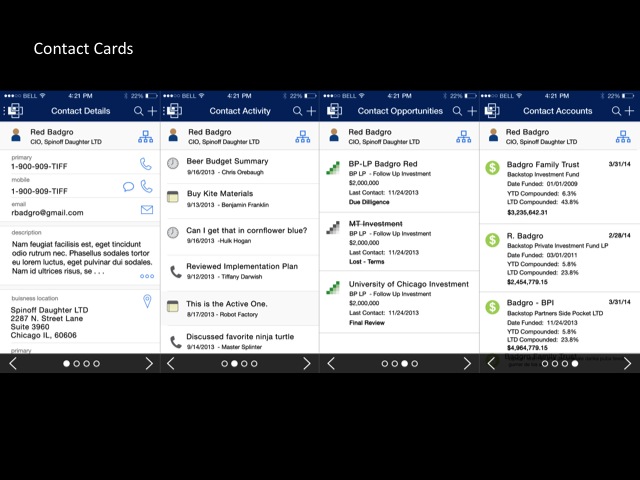 Contact Cards
BELL 4:21 PM 22%
Contact Details
Red Badgro
CIO, Spinoff Daughter LTD
primary
1-900-909-TIFF
mobile
1-900-909-TIFF
email
rbadgro@gmail.com
description
Nam feugiat facilisis est, eget tincidunt
odio rutrum nec. Phasellus sodales tortor
eu lorem luctus, eget pulvinar dui sodales.
Nam id ultrices risus, se . . .
business location
Spinoff Daughter LTD
2287 N. Street Lane
Suite 3960
Chicago IL, 60606
primary
BELL 4:21 PM 22%
Contact Activity
Red Badgro
CIO, Spinoff Daughter LTD
Beer Budget Summary
9/16/2013 - Chris Orebaugh
Buy Kite Materials
9/13/2013 - Benjamin Franklin
Can I get that in cornflower blue?
9/16/2013 -Hulk Hogan
Reviewed Implementation Plan
9/12/2013 - Tiffany Darwish
This is the Active One.
8/17/2013 - Robot Factory
Discussed favorite ninja turtle
9/14/2013 - Master Splinter
BELL 4:21 PM 22%
Contact Opportunities
Red Badgro
CIO, Spinoff Daughter LTD
BP-LP Badgro Red
BP LP - Follow Up Investment
$2,000,000
Last Contact: 11/24/2013
Due Diligence
MT Investment
BP LP - Follow Up Investment
$2,000,000
Last Contact: 11/24/2013
Lost - Terms
University of Chicago Investment
BP LP - Follow Up Investment
$2,000,000
Last Contact: 11/24/2013
Final Review
BELL 4:21 PM 22%
Contact Accounts
Red Badgro
CIO, Spinoff Daughter LTD
Badgro Family Trust 3/31/14
Backstop Investment Fund
Date Funded: 01/01/2009
YTD Compounded: 6.3%
LTD Compounded: 43.8%
$3,235,642.31
R. Badgro 2/28/14
Backstop Private Investment Fund LP
Date Funded: 03/01/2011
YTD Compounded: 5.8%
LTD Compounded: 23.8%
$2,454,779.15
Badgro - BPI 3/31/14
Backstop Partners Side Pocket LTD
Date Funded: 11/24/2013
YTD Compounded: 5.8%
LTD Compounded: 23.8%
$4,964,779.15